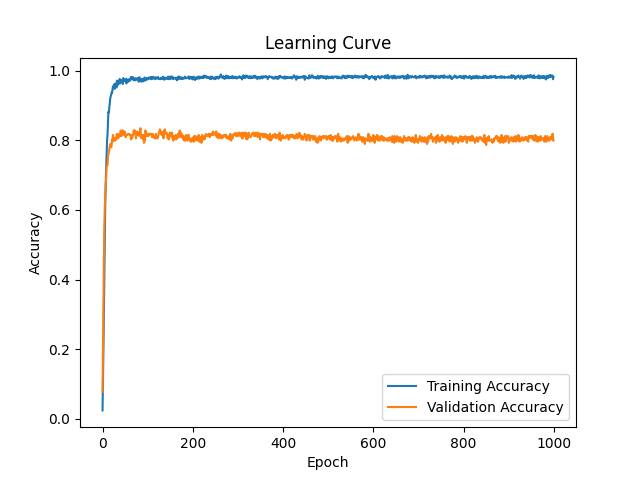 Learning Curve
1.0
0.8
0.6
0.4
0.2
0.0
Accuracy
Training Accuracy
Validation Accuracy
0 200 400 600 800 1000
Epoch